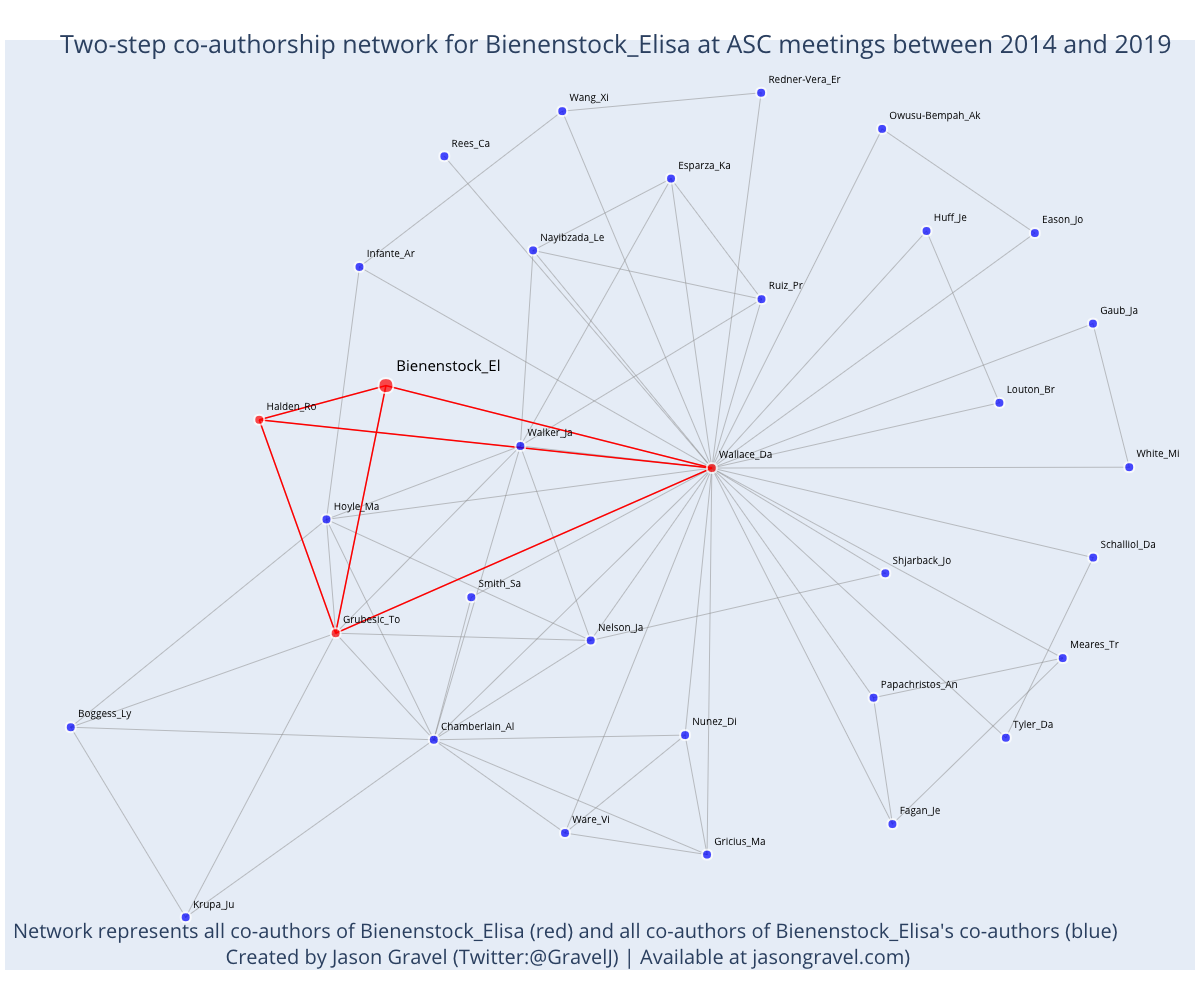 Two-step co-authorship network for Bienenstock_Elisa at ASC meetings between 2014 and 2019
Redner-Vera_Er
Wang_Xi
Owusu-Bempah_Ak
Rees_Ca
Esparza_Ka
Huff_Je
Eason_Jo
Nayibzada_Le
Infante_Ar
Ruiz_Pr
Gaub_Ja
Bienenstock_El
Louton_Br
Halden_Ro
Walker_Ja
Wallace_Da
White_Mi
Hoyle_Ma
Schalliol_Da
Shjarback_Jo
Smith_Sa
Grubesic_To
Nelson_Ja
Meares_Tr
Papachristos_An
Boggess_Ly
Nunez_Di
Tyler_Da
Chamberlain_Al
Fagan_Je
Ware_Vi
Gricius_Ma
Krupa_Ju
Network represents all co-authors of Bienenstock_Elisa (red) and all co-authors of Bienenstock_Elisa's co-authors (blue)
Created by Jason Gravel (Twitter:@GravelJ) | Available at jasongravel.com)